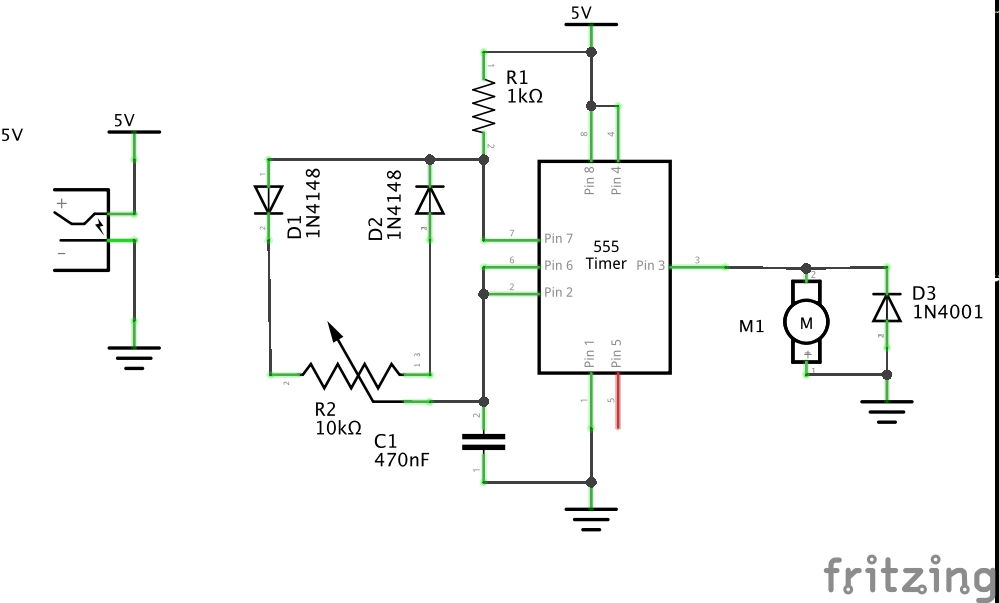 5V
5V
1
R1
1kΩ
2
5V
+
−
8
4
Pin 8
Pin 4
1
D1
1N4148
2
D2
1N4148
7
Pin 7
6
Pin 6
2
Pin 2
555
Timer
Pin 3
3
Pin 1
Pin 5
1
5
2
M
+
1
M1
D3
1N4001
2
R2
10kΩ
1
3
C1
470nF
2
1
fritzing